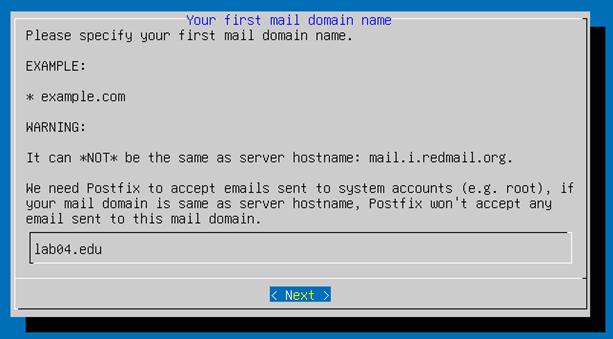 Your first mail domain name
Please specify your first mail domain name.
EXAMPLE:
* example.com
WARNING:
It can *NOT* be the same as server hostname: mail.i.redmail.org.
We need Postfix to accept emails sent to system accounts (e.g. root), if
your mail domain is same as server hostname, Postfix won't accept any
email sent to this mail domain.
lab04.edu
< Next >